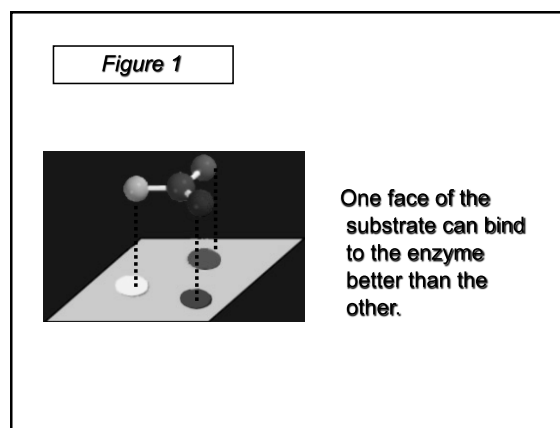 Figure 1
One face of the
substrate can bind
to the enzyme
better than the
other.